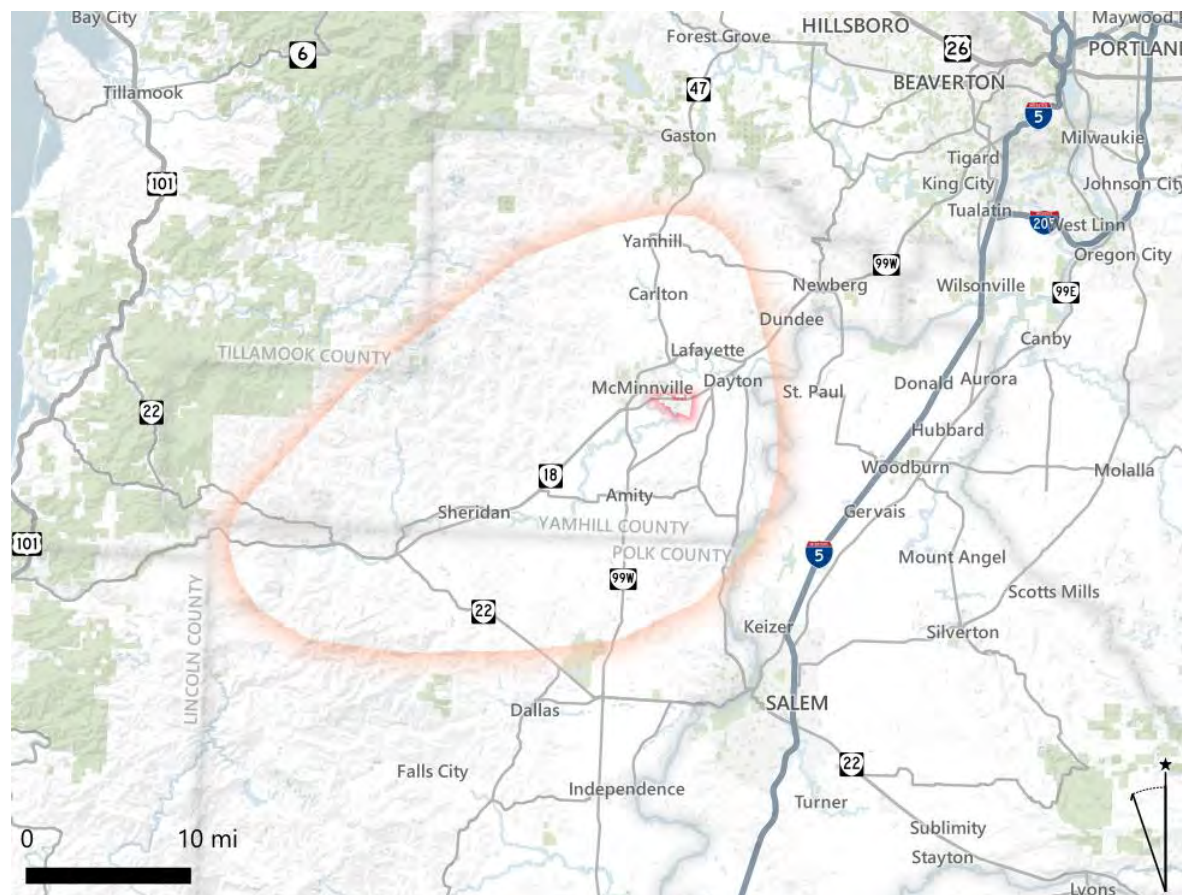 Bay City
Forest Grove
HILLSBORO
Maywood
6
26
PORTLAN
Tillamook
47
BEAVERTON
5
Gaston
Milwaukie
Tigard
101
King City
Johnson City
Tualatin
205
West Linn
Yamhill
99W
Oregon City
Newberg
Wilsonville
Carlton
99E
Dundee
Canby
TILLAMOOK COUNTY
Lafayette
McMinnville
Dayton
St. Paul
Donald
Aurora
22
Hubbard
Woodburn
Molalla
18
Amity
Sheridan
Gervais
YAMHILL COUNTY
101
POLK COUNTY
5
Mount Angel
99W
Scotts Mills
22
LINCOLN COUNTY
Keizer
Silverton
Dallas
SALEM
Falls City
22
Independence
Turner
0
10 mi
Sublimity
Stayton
Lyons